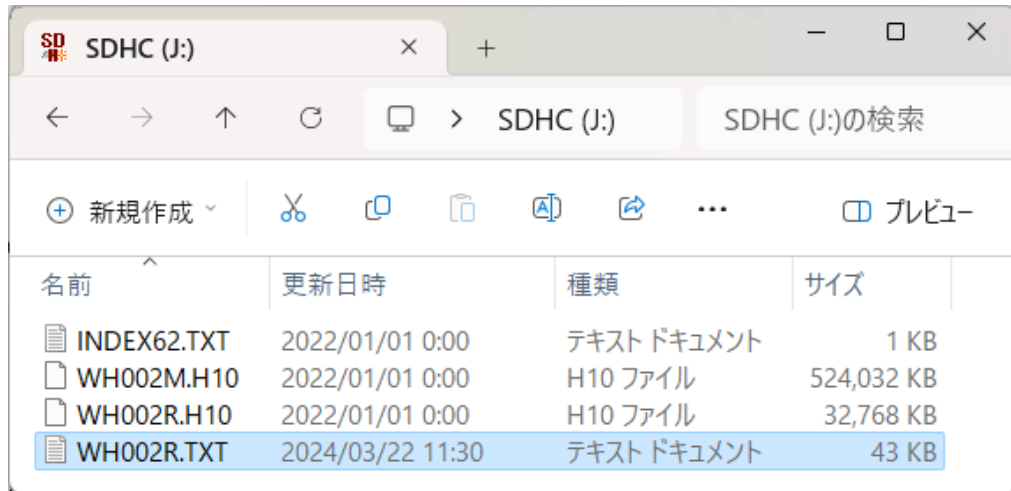 SD SDHC (J:)
SDHC (J:) SDHC (J:)の検索
新規作成 プレビュー
名前 更新日時 種類 サイズ
INDEX62.TXT 2022/01/01 0:00 テキスト ドキュメント 1 KB
WH002M.H10 2022/01/01 0:00 H10 ファイル 524,032 KB
WH002R.H10 2022/01/01 0:00 H10 ファイル 32,768 KB
WH002R.TXT 2024/03/22 11:30 テキスト ドキュメント 43 KB